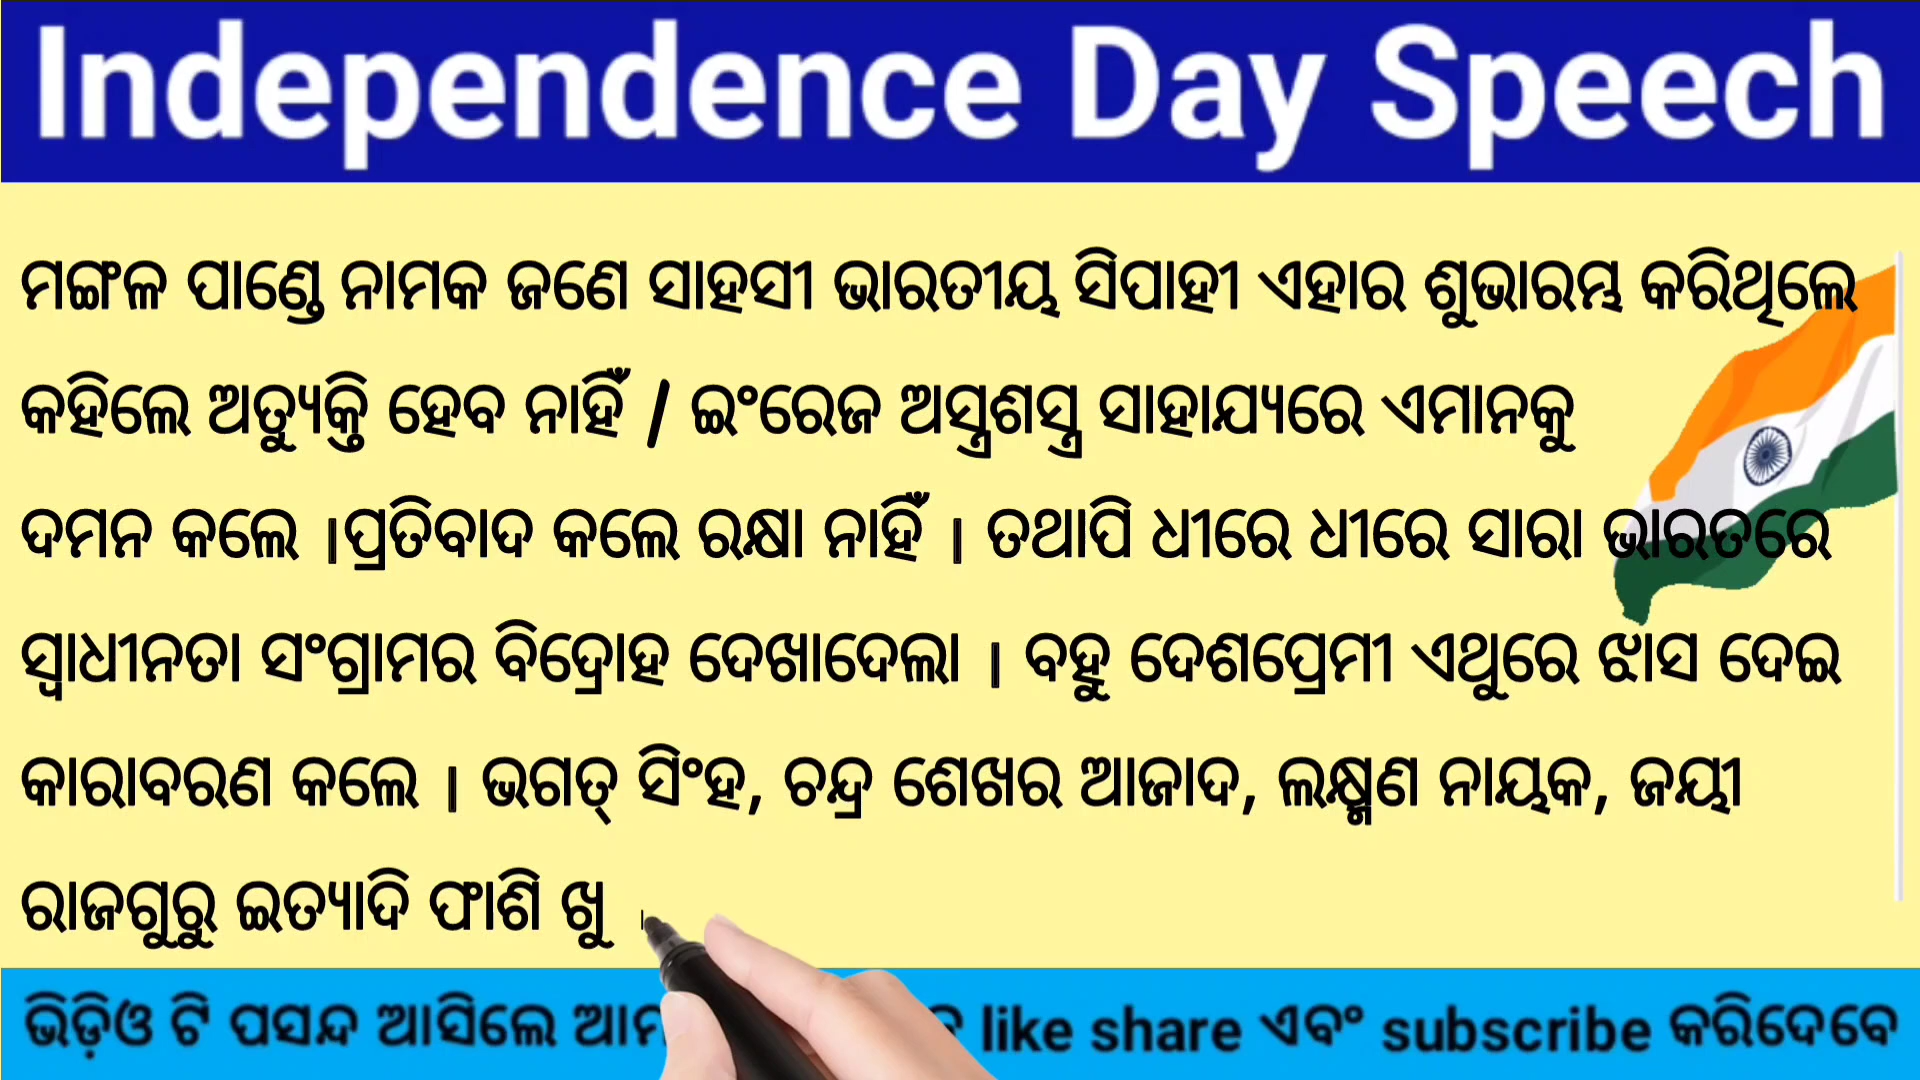 Independence Day Speech
ମଙ୍ଗଳ ପାଣ୍ଡେ ନାମକ ଜଣେ ସାହସୀ ଭାରତୀୟ ସିପାହୀ ଏହାର ଶୁଭାରମ୍ଭ କରିଥିଲେ
କହିଲେ ଅତ୍ୟୁକ୍ତି ହେବ ନାହିଁ / ଇଂରେଜ ଅସ୍ତ୍ରଶସ୍ତ୍ର ସାହାଯ୍ୟରେ ଏମାନକୁ
ଦମନ କଲେ ।ପ୍ରତିବାଦ କଲେ ରକ୍ଷା ନାହିଁ । ତଥାପି ଧୀରେ ଧୀରେ ସାରା ଭାରତରେ
ସ୍ୱାଧୀନତା ସଂଗ୍ରାମର ବିଦ୍ରୋହ ଦେଖାଦେଲା । ବହୁ ଦେଶପ୍ରେମୀ ଏଥୁରେ ଝାସ ଦେଇ
କାରାବରଣ କଲେ । ଭଗତ୍ ସିଂହ, ଚନ୍ଦ୍ର ଶେଖର ଆଜାଦ, ଲକ୍ଷ୍ମଣ ନାୟକ, ଜୟୀ
ରାଜଗୁରୁ ଇତ୍ୟାଦି ଫାଶି ଖୁ
ଭିଡ଼ିଓ ଟି ପସନ୍ଦ ଆସିଲେ like share ଏବଂ subscribe କରିଦେବେ